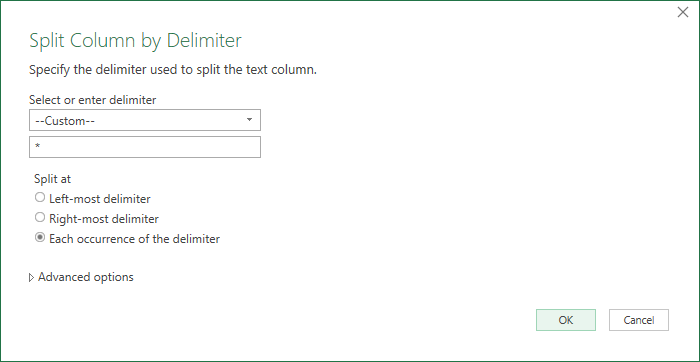 Split Column by Delimiter
Specify the delimiter used to split the text column.
Select or enter delimiter
--Custom--
*
Split at
Left-most delimiter
Right-most delimiter
Each occurrence of the delimiter
Advanced options
OK Cancel